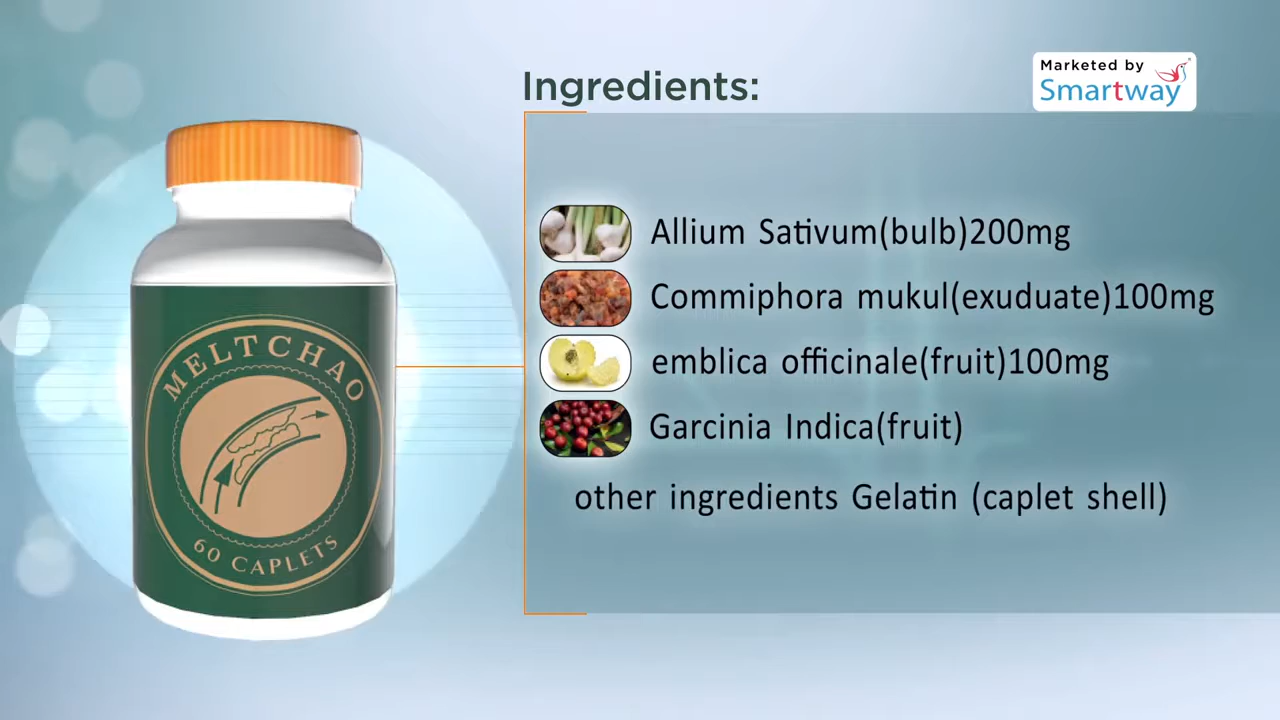 Marketed by
Smartway
Ingredients:
Allium Sativum(bulb)200mg
Commiphora mukul(exuduate)100mg
emblica officinale(fruit)100mg
Garcinia Indica(fruit)
other ingredients Gelatin (caplet shell)
MELTCHAO
60 CAPLETS